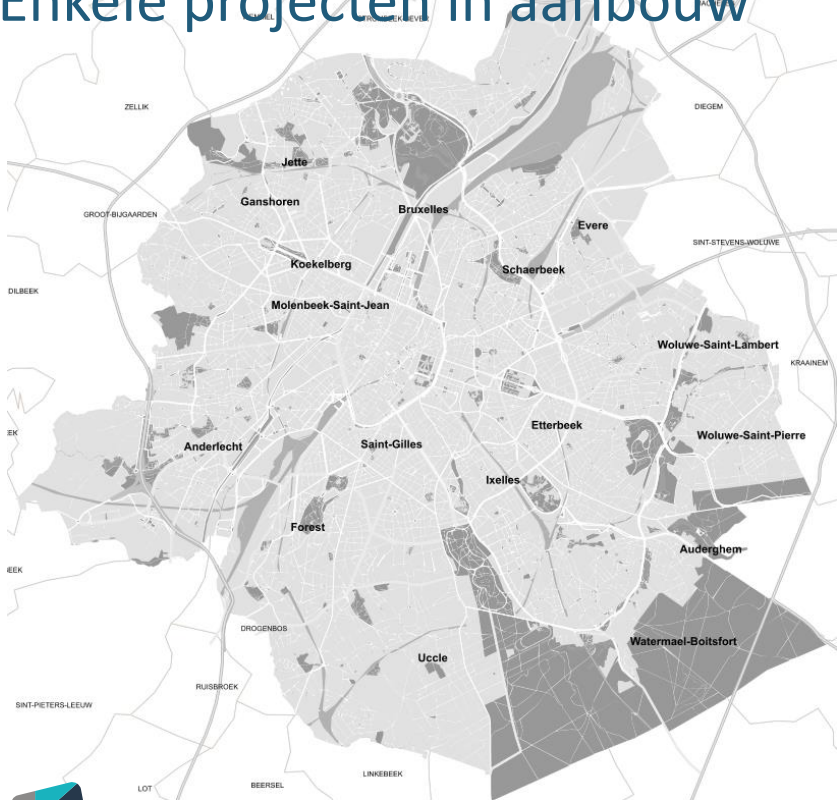 Enkele projecten in aanbouw
ZELLIK
DIEGEM
Jette
Ganshoren
Bruxelles
GROOT-BIJGAARDEN
Evere
SINT-STEVENS-WOLUWE
Koekelberg
Schaerbeek
DILBEEK
Molenbeek-Saint-Jean
Woluwe-Saint-Lambert
KRAAINEM
Etterbeek
Woluwe-Saint-Pierre
Anderlecht
Saint-Gilles
Ixelles
Forest
Auderghem
DROGENBOS
Watermael-Boitsfort
Uccle
RUISBROEK
SINT-PIETERS-LEEUW
LINKEBEEK
BEERSEL
LOT